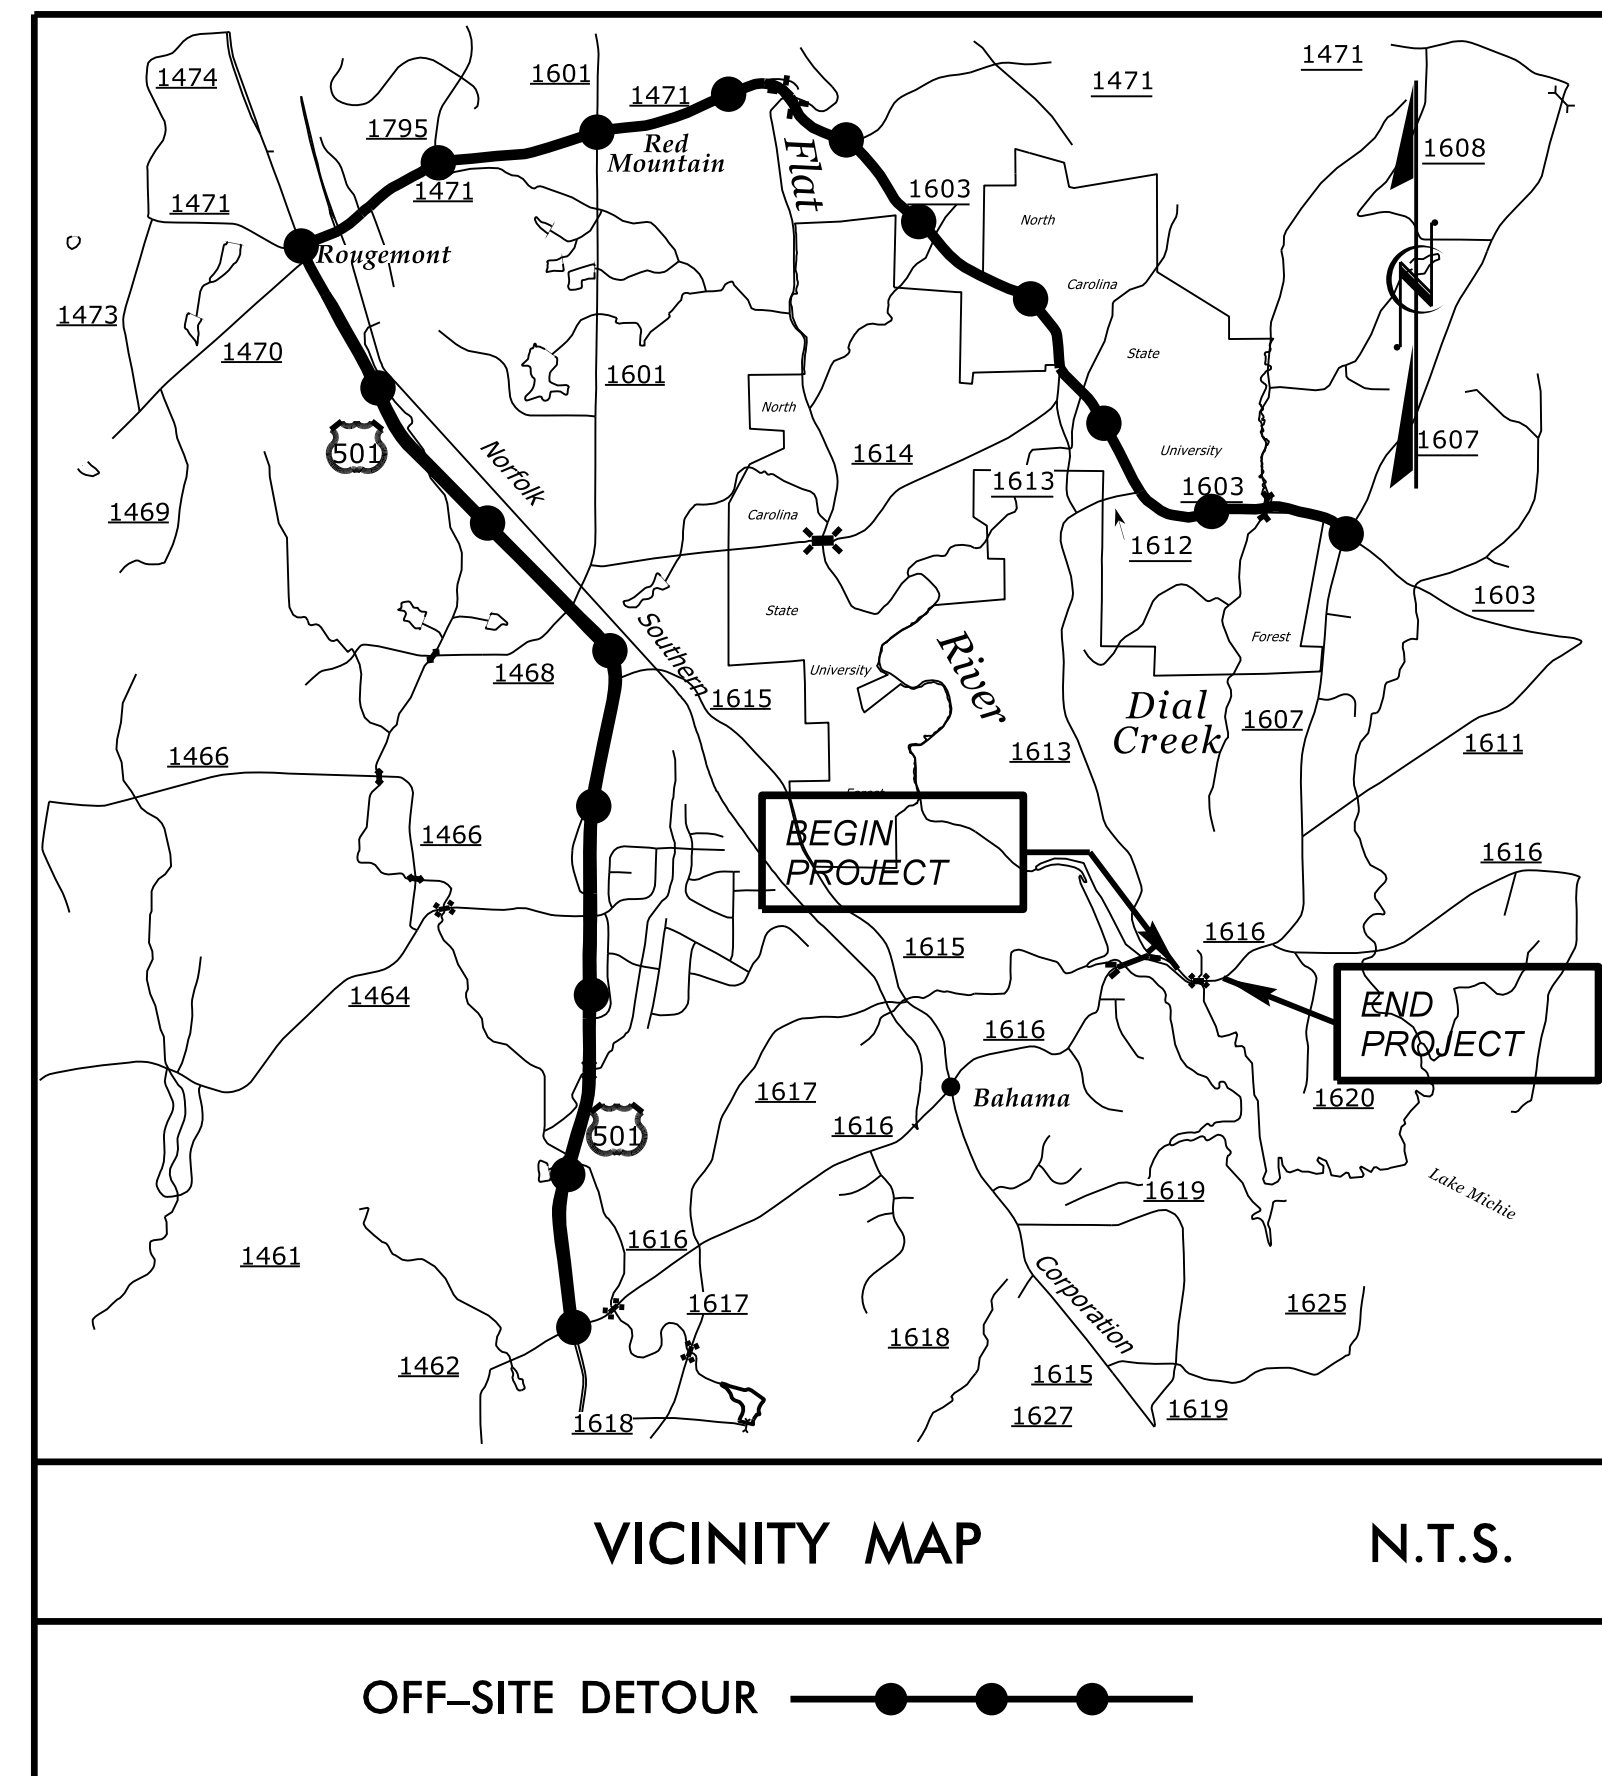 1474
1601
1471
1471
1471
1795
Red
Mountain
Flat
1608
1471
1471
1603
North
Rougemont
Carolina
1473
1470
1601
State
North
501
Norfolk
1614
University
1607
1613
1603
1469
Carolina
1612
1603
State
Southern
River
Forest
1468
University
1615
Dial
Creek
1607
1613
1611
1466
Forest
1466
BEGIN
PROJECT
1616
1615
1616
1464
1616
END
PROJECT
1617
Bahama
1620
501
1616
1619
Lake Michie
1616
1461
Corporation
1617
1625
1618
1462
1615
1618
1627
1619
VICINITY MAP
N.T.S.
OFF–SITE DETOUR